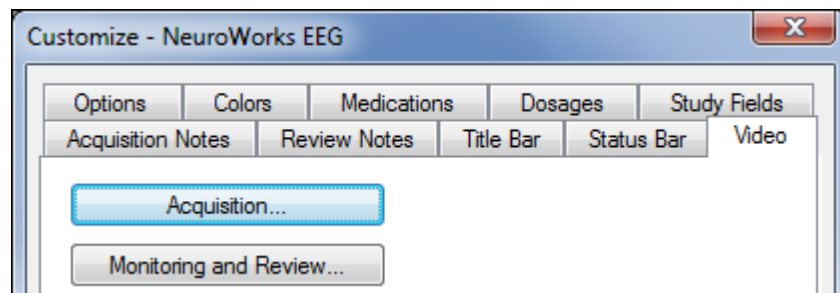 Customize - NeuroWorks EEG
Options Colors Medications Dosages Study Fields
Acquisition Notes Review Notes Title Bar Status Bar Video
Acquisition...
Monitoring and Review...